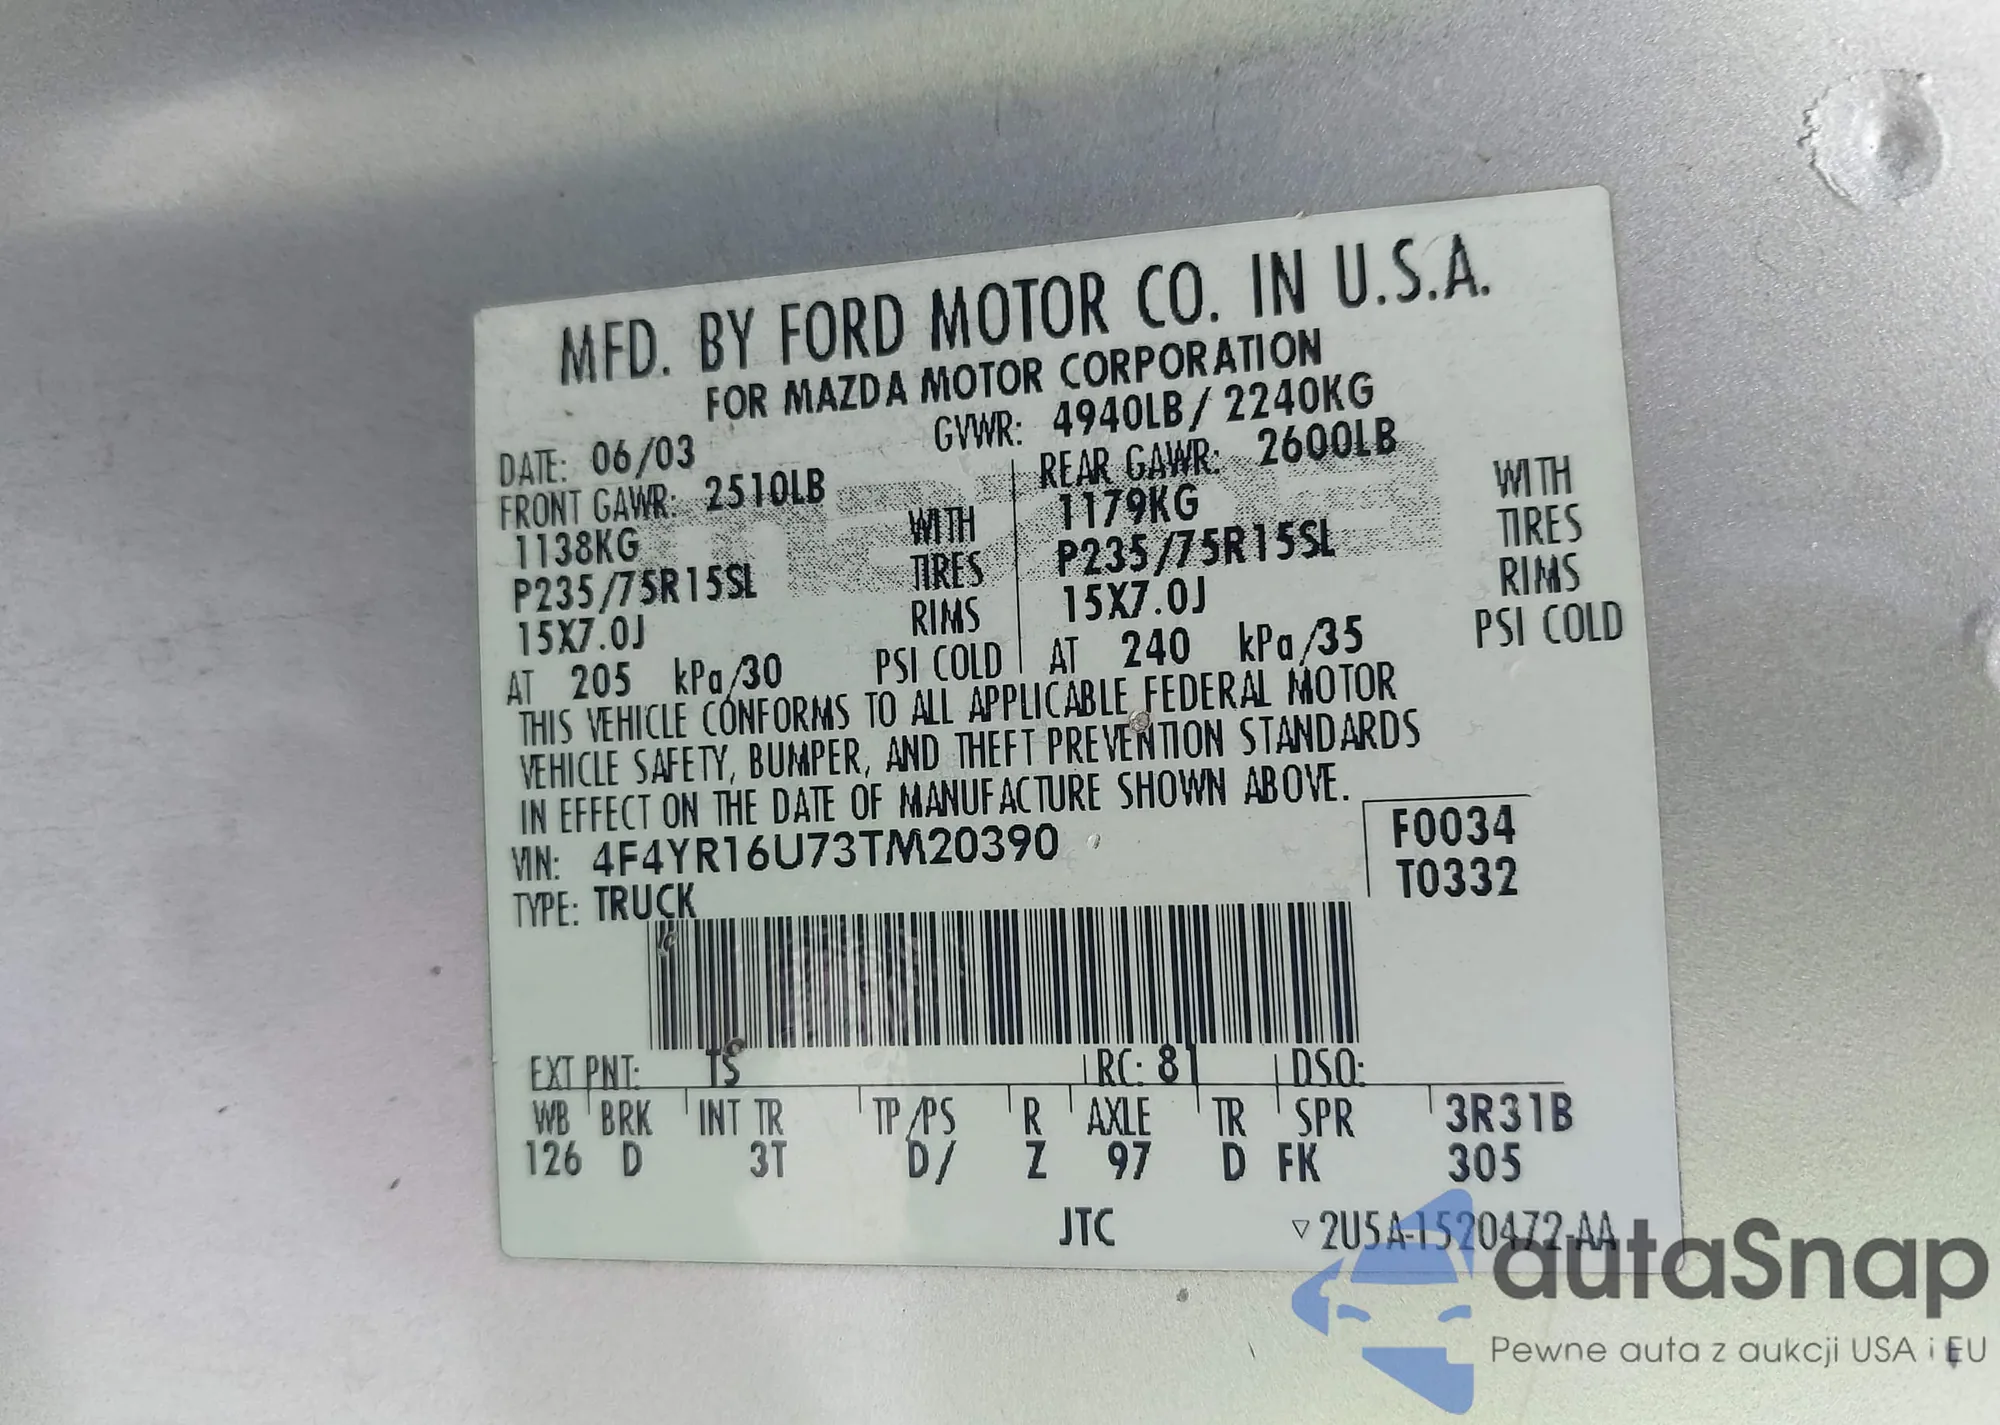 MFD. BY FORD MOTOR CO. IN U.S.A.
FOR MAZDA MOTOR CORPORATION
DATE: 06/03 GVWR: 4940LB/ 2240KG
FRONT GAWR: 2510LB REAR GAWR: 2600LB
1138KG WITH 1179KG WITH
P235/75R15SL TIRES P235/75R15SL TIRES
15X7.0J RIMS 15X7.0J RIMS
AT 205 kPa/30 PSI COLD AT 240 kPa/35 PSI COLD
THIS VEHICLE CONFORMS TO ALL APPLICABLE FEDERAL MOTOR
VEHICLE SAFETY, BUMPER, AND THEFT PREVENTION STANDARDS
IN EFFECT ON THE DATE OF MANUFACTURE SHOWN ABOVE.
VIN: 4F4YR16U73TM20390 F0034
TYPE: TRUCK T0332
EXT PNT: TS RC: 81 DSO:
WB BRK INT TR TP/PS R AXLE TR SPR 3R31B
126 D 3T D/ Z 97 D FK 305
JTC ▽2U5A-1520472-AA
autaSnap
Pewne auta z aukcji USA i EU